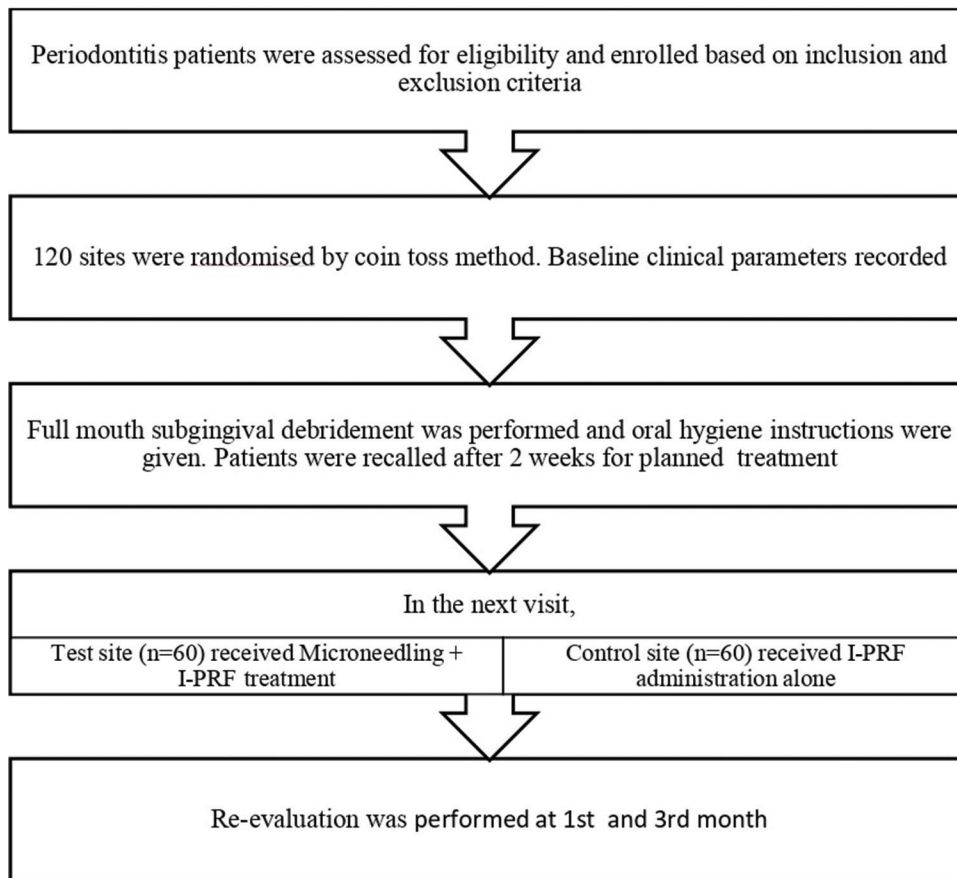 Periodontitis patients were assessed for eligibility and enrolled based on inclusion and
exclusion criteria
120 sites were randomised by coin toss method. Baseline clinical parameters recorded
Full mouth subgingival debridement was performed and oral hygiene instructions were
given. Patients were recalled after 2 weeks for planned treatment
In the next visit,
Test site (n=60) received Microneedling +
I-PRF treatment
Control site (n=60) received I-PRF
administration alone
Re-evaluation was performed at 1st and 3rd month